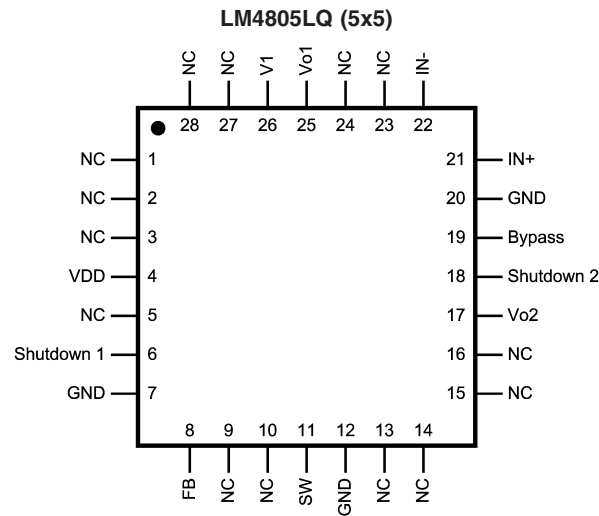 LM4805LQ (5x5)
NC NC V1 Vo1 NC NC IN-
28 27 26 25 24 23 22
NC 1 21 IN+
NC 2 20 GND
NC 3 19 Bypass
VDD 4 18 Shutdown 2
NC 5 17 Vo2
Shutdown 1 6 16 NC
GND 7 15 NC
8 9 10 11 12 13 14
FB NC NC SW GND NC NC